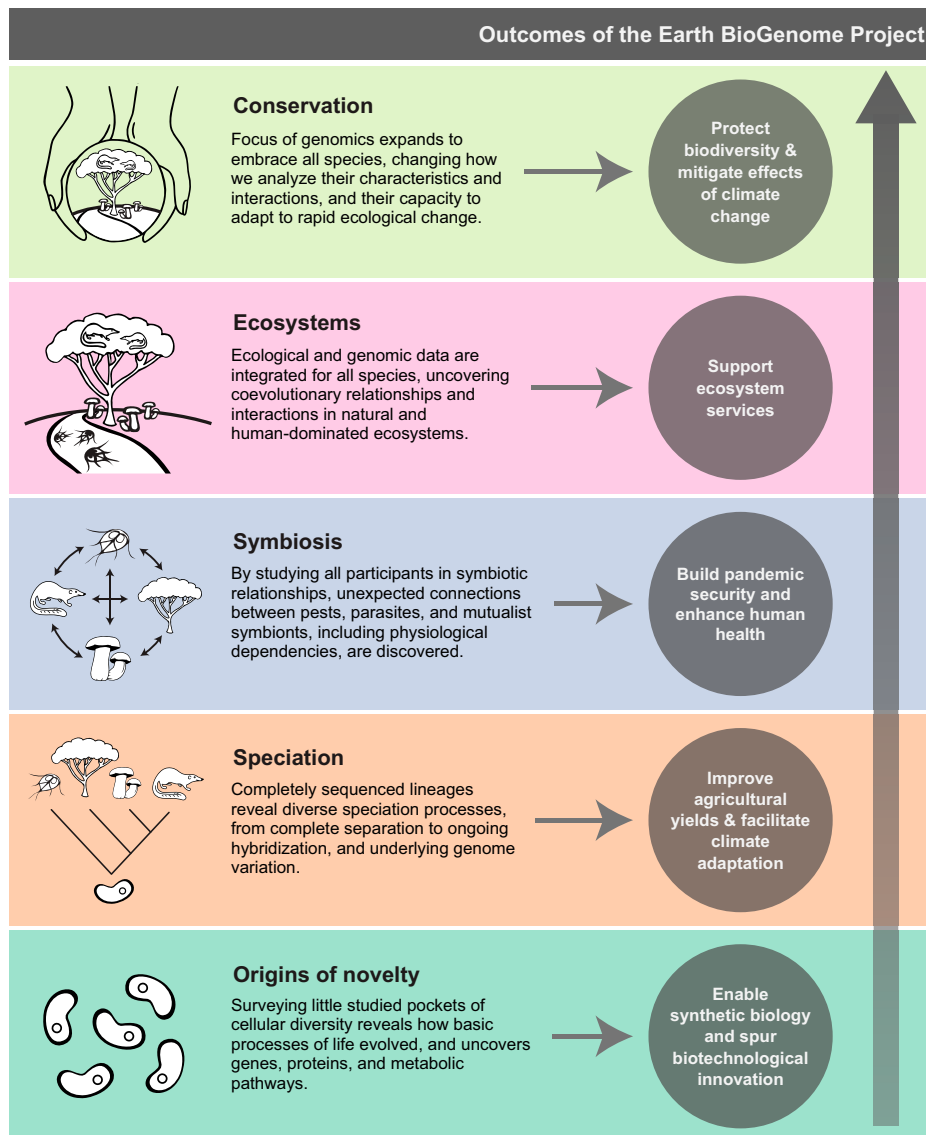 Outcomes of the Earth BioGenome Project
Conservation
Focus of genomics expands to
embrace all species, changing how
we analyze their characteristics and
interactions, and their capacity to
adapt to rapid ecological change.
Protect
biodiversity &
mitigate effects
of climate
change
Ecosystems
Ecological and genomic data are
integrated for all species, uncovering
coevolutionary relationships and
interactions in natural and
human-dominated ecosystems.
Support
ecosystem
services
Symbiosis
By studying all participants in symbiotic
relationships, unexpected connections
between pests, parasites, and mutualist
symbionts, including physiological
dependencies, are discovered.
Build pandemic
security and
enhance human
health
Speciation
Completely sequenced lineages
reveal diverse speciation processes,
from complete separation to ongoing
hybridization, and underlying genome
variation.
Improve
agricultural
yields & facilitate
climate
adaptation
Origins of novelty
Surveying little studied pockets of
cellular diversity reveals how basic
processes of life evolved, and uncovers
genes, proteins, and metabolic
pathways.
Enable
synthetic biology
and spur
biotechnological
innovation